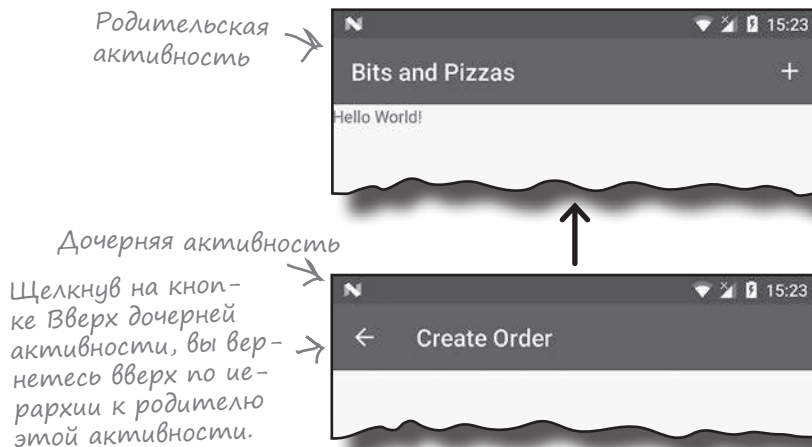 Родительская
активность
15:23
Bits and Pizzas
+
Hello World!
Дочерняя активность
Щелкнув на кноп-
ке Вверх дочерней
активности, вы вер-
нетесь вверх по ие-
рархии к родителю
этой активности.
15:23
Create Order